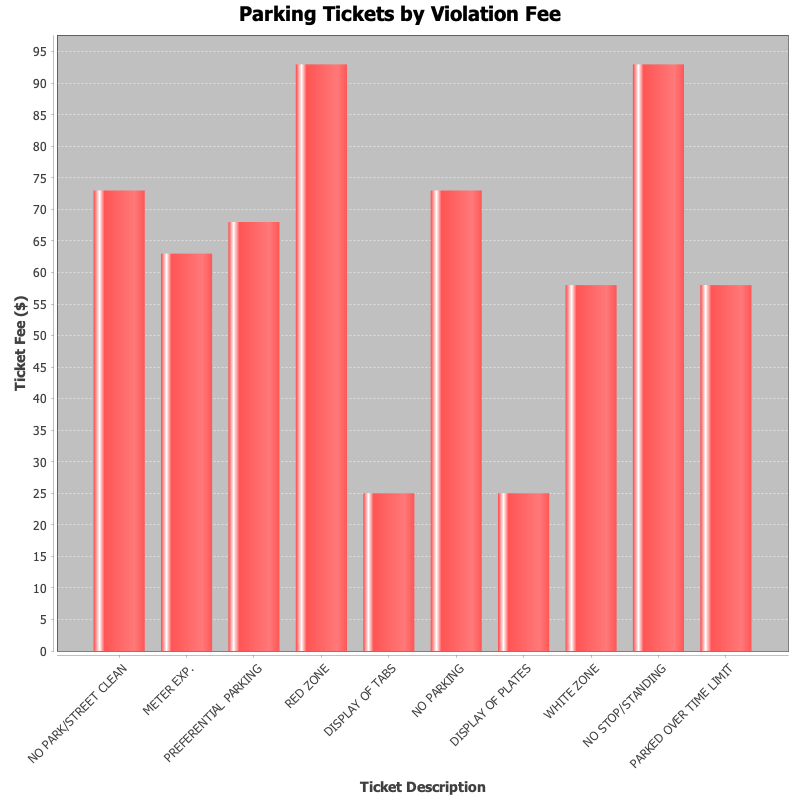 Parking Tickets by Violation Fee
Ticket Fee ($)
95
90
85
80
75
70
65
60
55
50
45
40
35
30
25
20
15
10
5
0
NO PARK/STREET CLEAN
METER EXP.
PREFERENTIAL PARKING
RED ZONE
DISPLAY OF TABS
NO PARKING
DISPLAY OF PLATES
WHITE ZONE
NO STOP/STANDING
PARKED OVER TIME LIMIT
Ticket Description